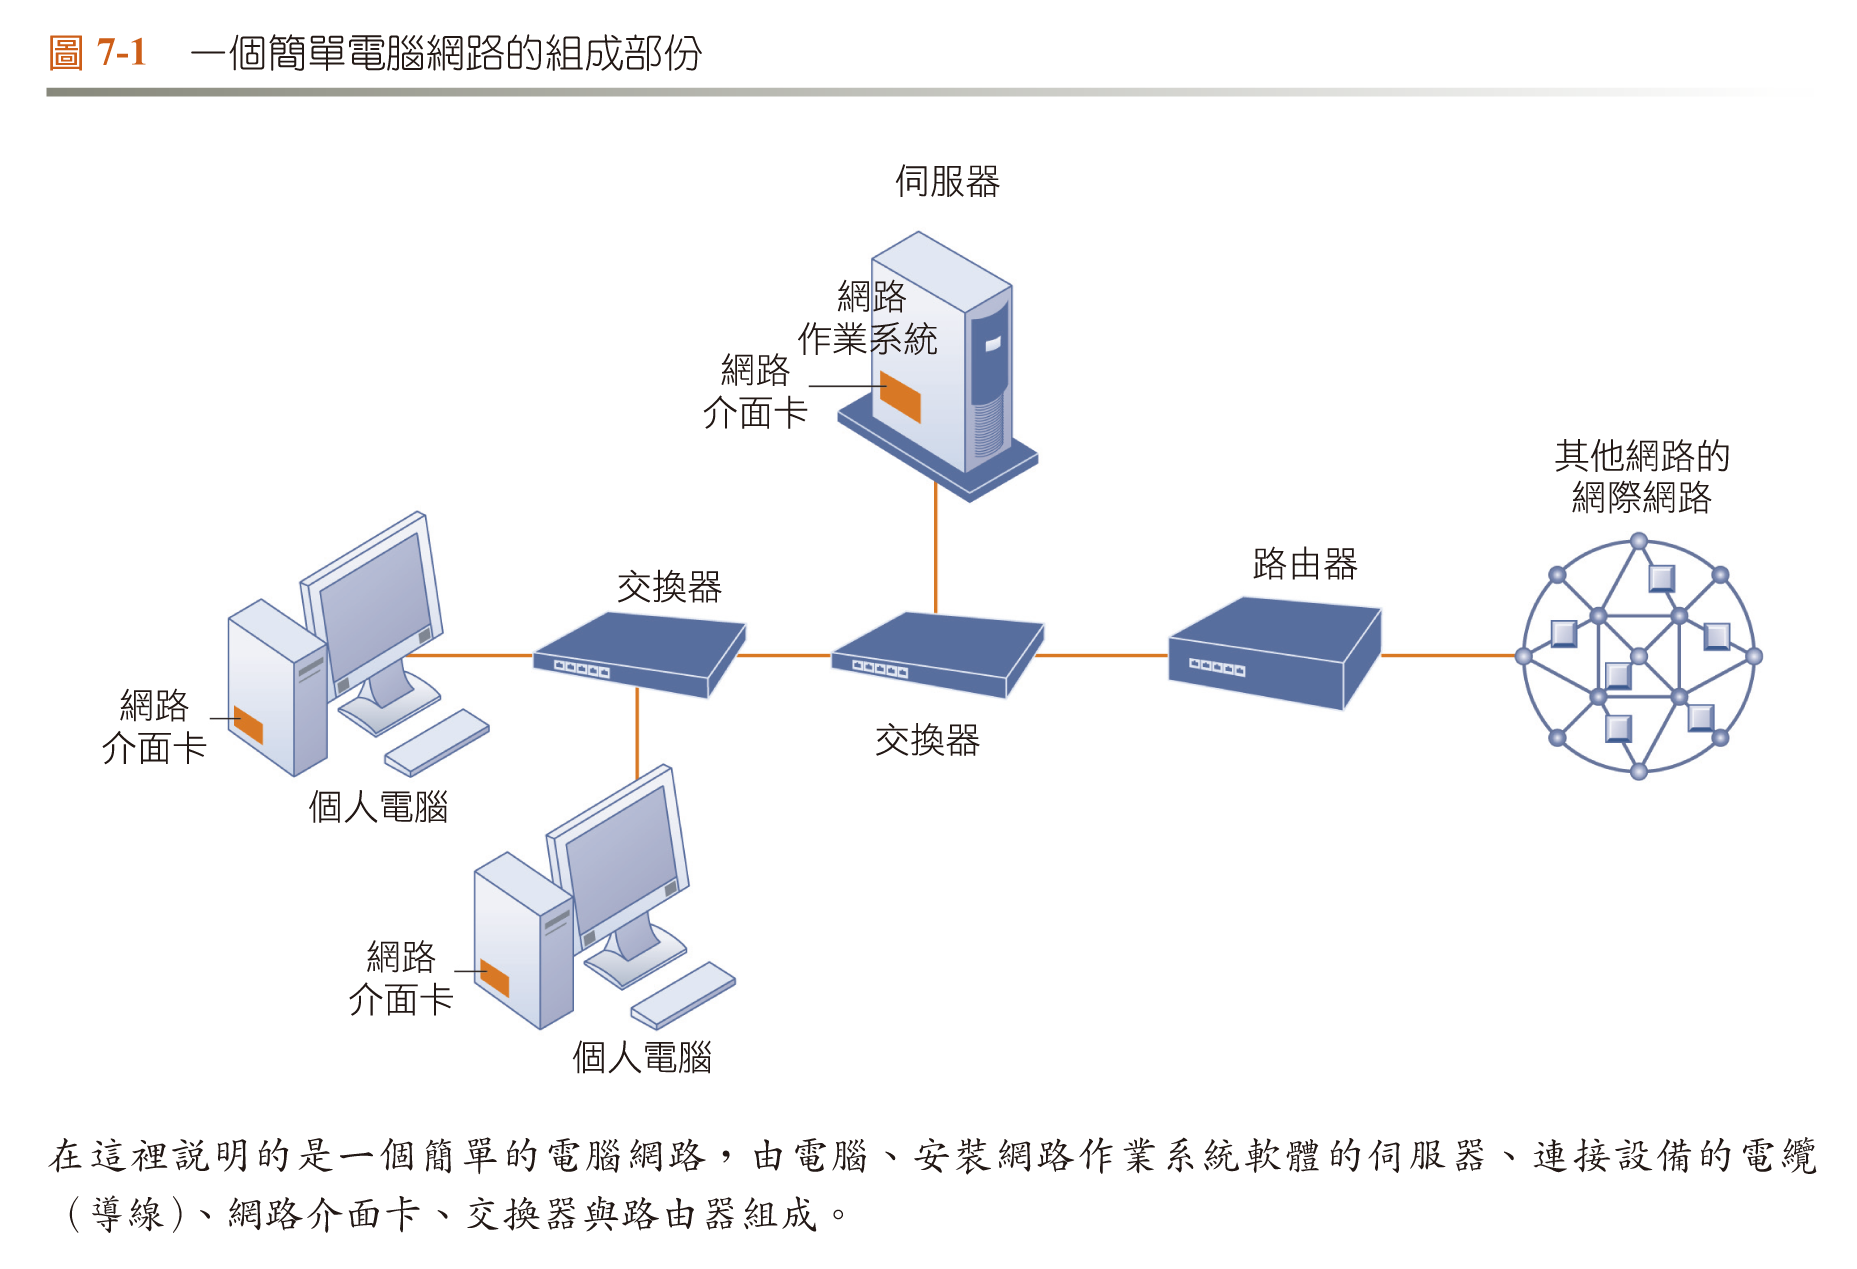 圖 7-1 一個簡單電腦網路的組成部份
伺服器
網路
作業系統
網路
介面卡
其他網路的
網際網路
路由器
交換器
交換器
網路
介面卡
個人電腦
網路
介面卡
個人電腦
在這裡説明的是一個簡單的電腦網路，由電腦、安裝網路作業系統軟體的伺服器、連接設備的電纜
（導線）、網路介面卡、交換器與路由器組成。